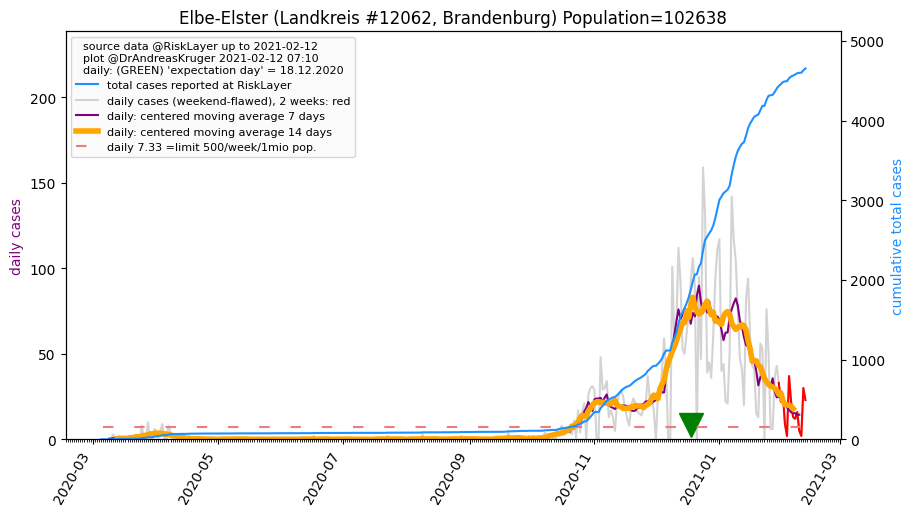 Elbe-Elster (Landkreis #12062, Brandenburg) Population=102638
source data @RiskLayer up to 2021-02-12
plot @DrAndreasKruger 2021-02-12 07:10
daily: (GREEN) 'expectation day' = 18.12.2020
total cases reported at RiskLayer
daily cases (weekend-flawed), 2 weeks: red
daily: centered moving average 7 days
daily: centered moving average 14 days
daily 7.33 =limit 500/week/1mio pop.
daily cases
200
150
100
50
0
cumulative total cases
5000
4000
3000
2000
1000
0
2020-03
2020-05
2020-07
2020-09
2020-11
2021-01
2021-03